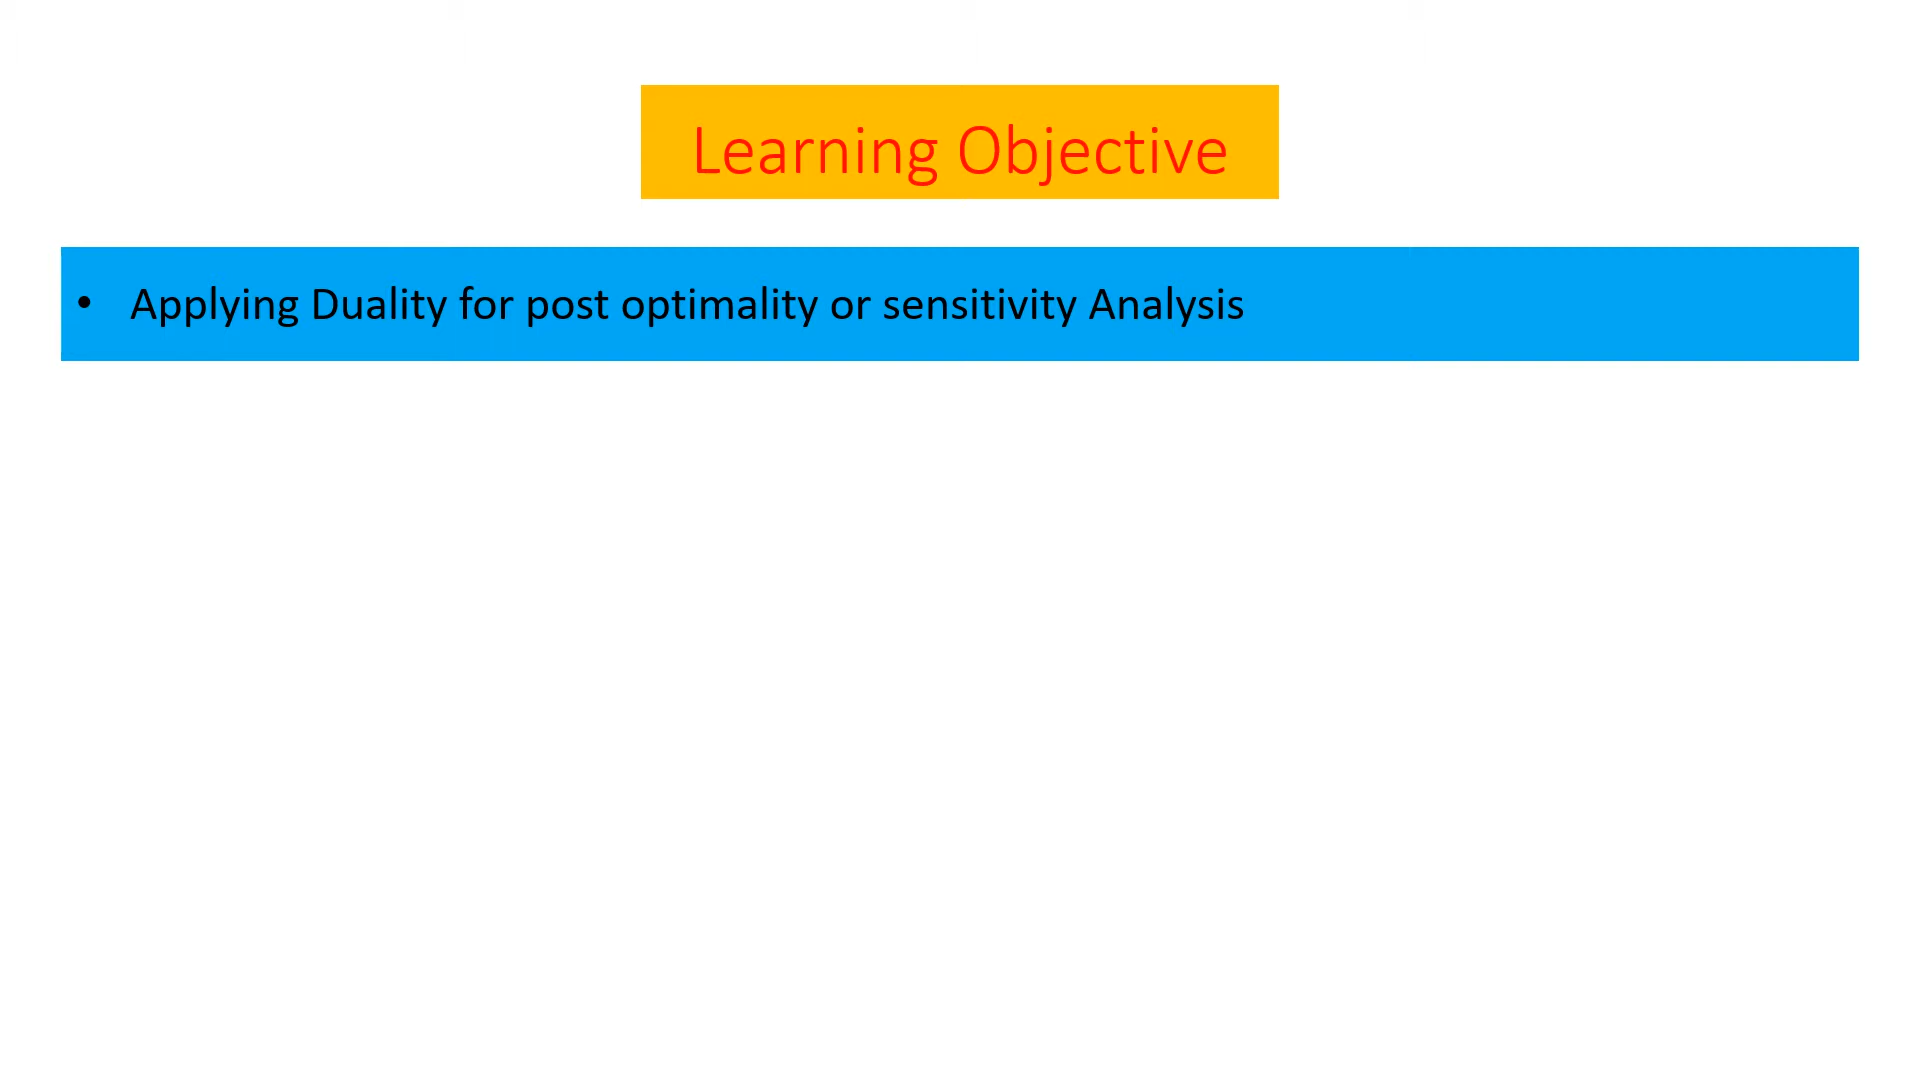 Learning Objective
• Applying Duality for post optimality or sensitivity Analysis